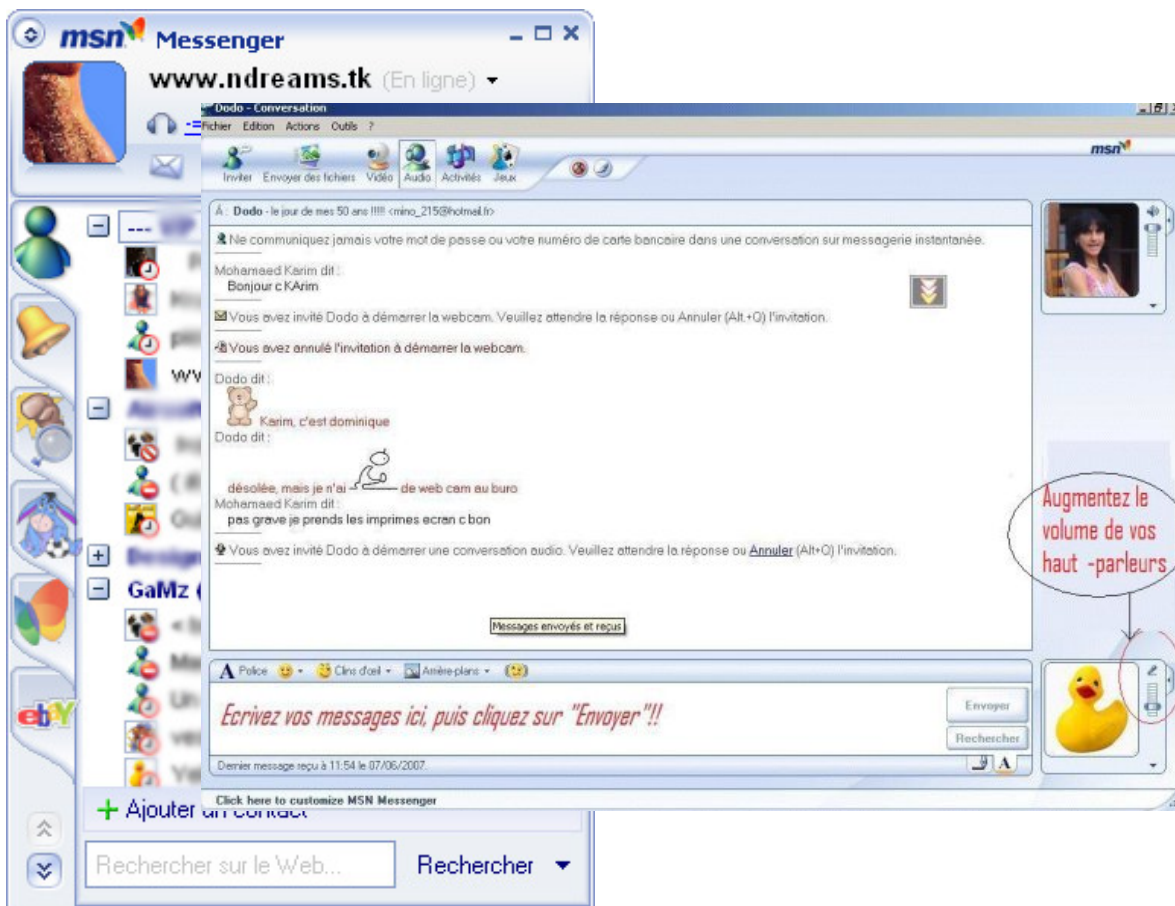 msn Messenger
www.ndreams.tk (En ligne)
--- VIP
GaMz (
ebY
Ajouter un contact
Rechercher sur le Web...
Rechercher
Dodo - Conversation
Fichier Edition Actions Outils ?
msn
Inviter Envoyer des fichiers Vidéo Audio Activités Jeux
À : Dodo - le jour de mes 50 ans !!!!! <mino_215@hotmail.fr>
Ne communiquez jamais votre mot de passe ou votre numéro de carte bancaire dans une conversation sur messagerie instantanée.
Mohamaed Karim dit :
Bonjour c KArim
Vous avez invité Dodo à démarrer la webcam. Veuillez attendre la réponse ou Annuler (Alt.+Q) l'invitation.
Vous avez annulé l'invitation à démarrer la webcam.
Dodo dit :
Karim, c'est dominique
Dodo dit :
désolée, mais je n'ai de web cam au buro
Mohamaed Karim dit :
pas grave je prends les imprimes ecran c bon
Vous avez invité Dodo à démarrer une conversation audio. Veuillez attendre la réponse ou Annuler (Alt+Q) l'invitation.
Messages envoyés et reçus
Augmentez le
volume de vos
haut -parleurs
A Police Clins d'œil Arrière-plans
Ecrivez vos messages ici, puis cliquez sur "Envoyer"!!
Envoyer
Rechercher
Dernier message reçu à 11:54 le 07/06/2007.
A
Click here to customize MSN Messenger